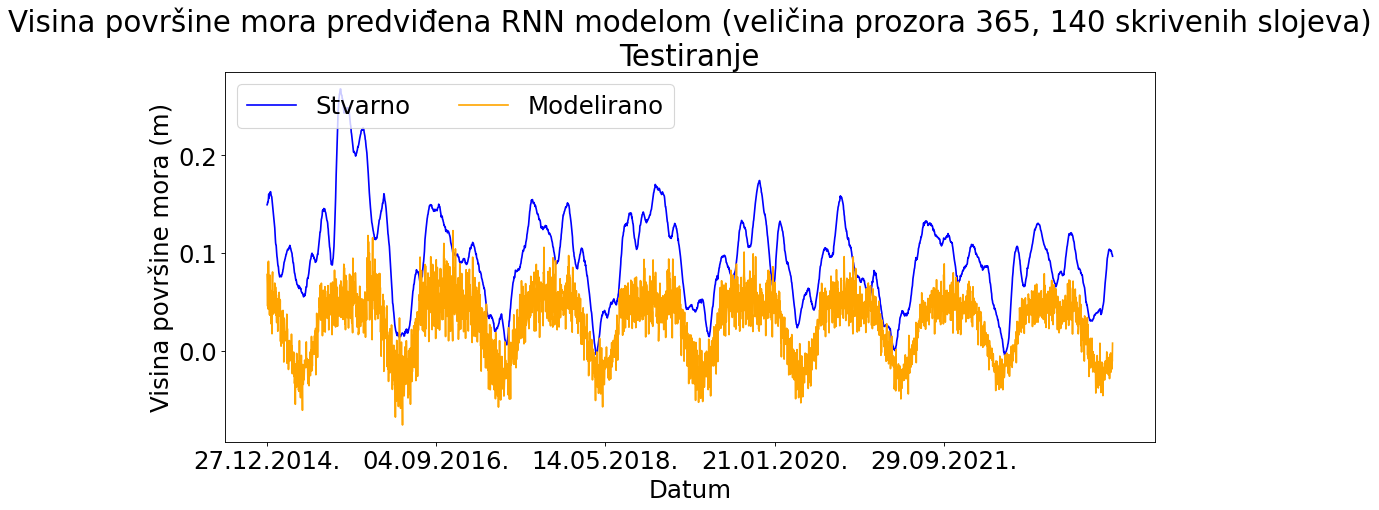 Visina površine mora predviđena RNN modelom (veličina prozora 365, 140 skrivenih slojeva)
Testiranje
Stvarno
Modelirano
Visina površine mora (m)
0.2
0.1
0.0
27.12.2014.
04.09.2016.
14.05.2018.
21.01.2020.
29.09.2021.
Datum